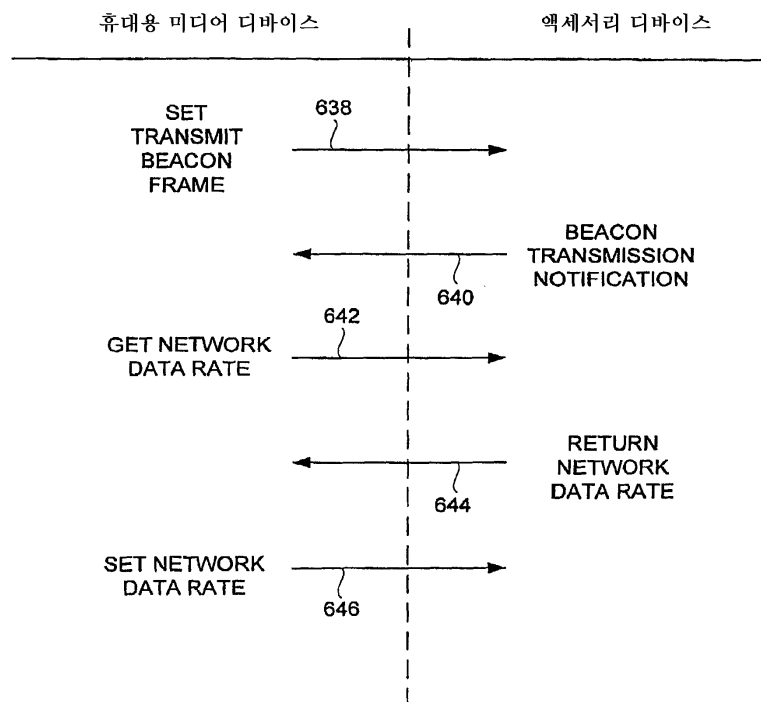 휴대용 미디어 디바이스
액세서리 디바이스
SET
TRANSMIT
BEACON
FRAME
638
BEACON
TRANSMISSION
NOTIFICATION
640
642
GET NETWORK
DATA RATE
RETURN
NETWORK
DATA RATE
644
SET NETWORK
DATA RATE
646